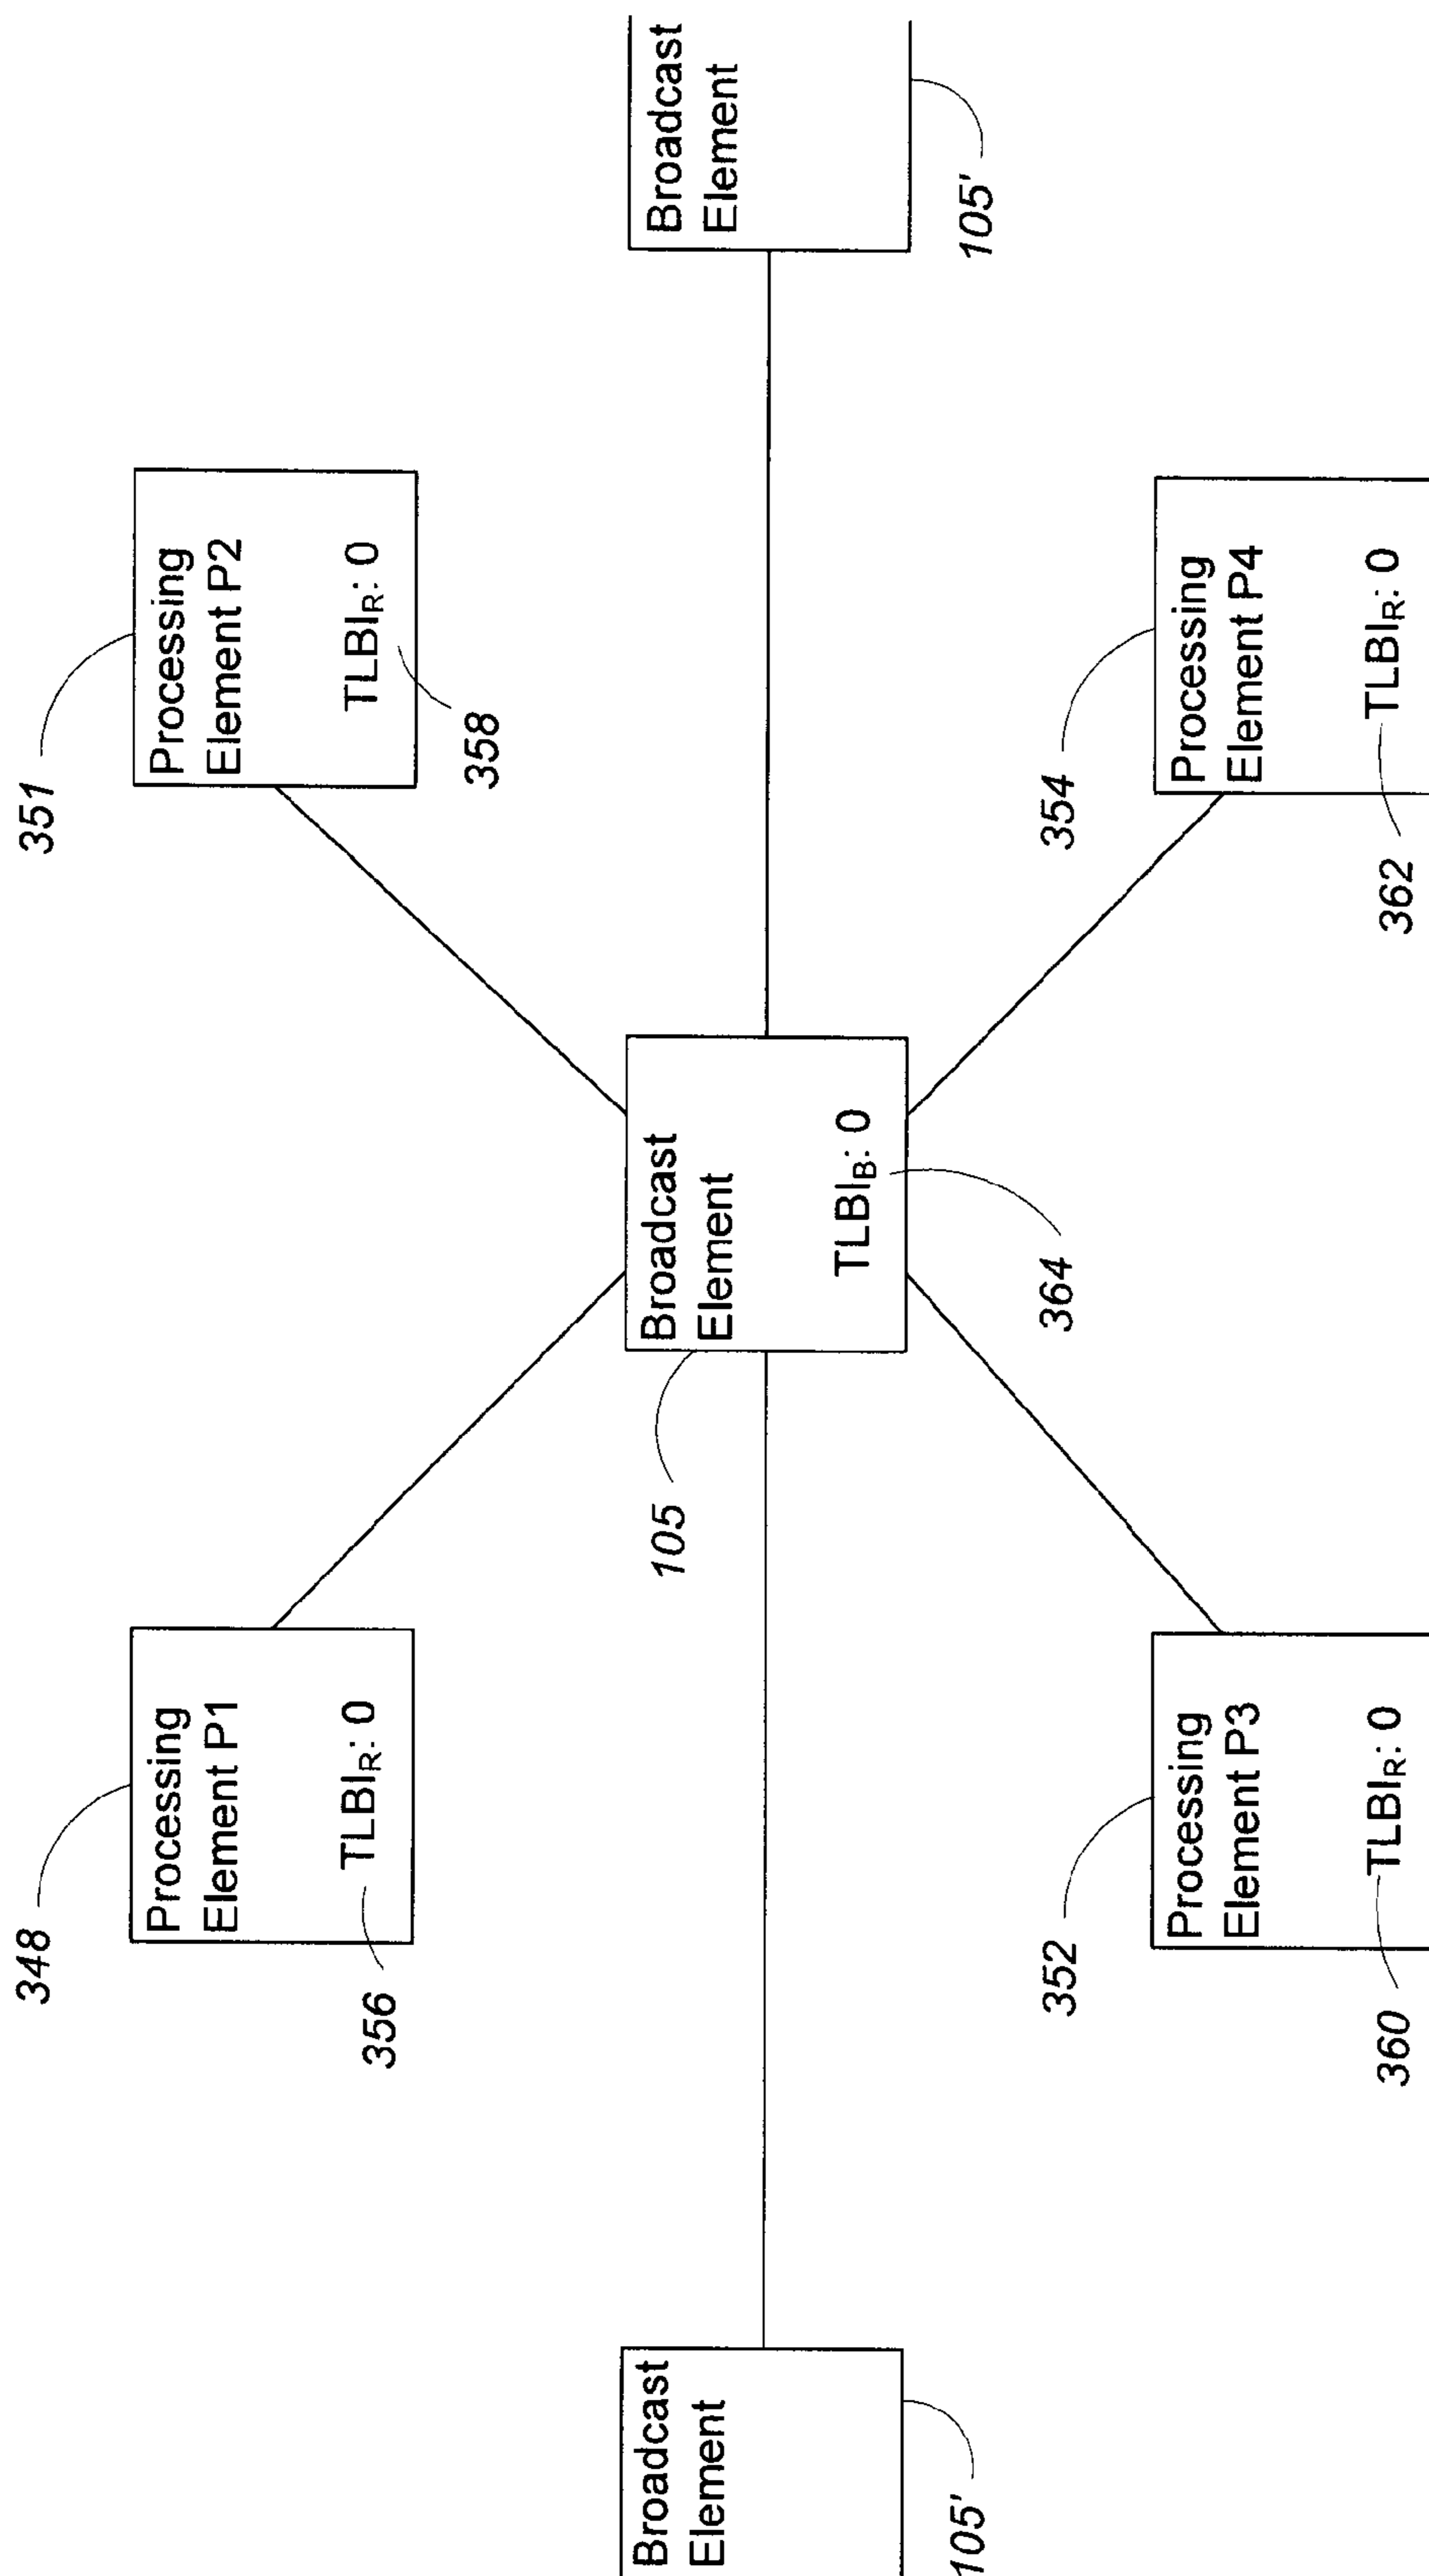 348
Processing
Element P1
TLBIR: 0
356
351
Processing
Element P2
TLBIR: 0
358
Broadcast
Element
105'
105
Broadcast
Element
TLBIB: 0
364
Broadcast
Element
105'
352
Processing
Element P3
TLBIR: 0
360
354
Processing
Element P4
TLBIR: 0
362